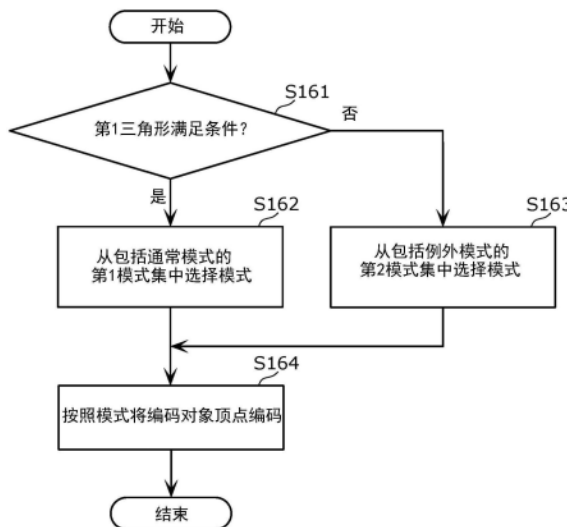 开始
S161
第1三角形满足条件？
否
是
S162
S163
从包括通常模式的
第1模式集中选择模式
从包括例外模式的
第2模式集中选择模式
S164
按照模式将编码对象顶点编码
结束